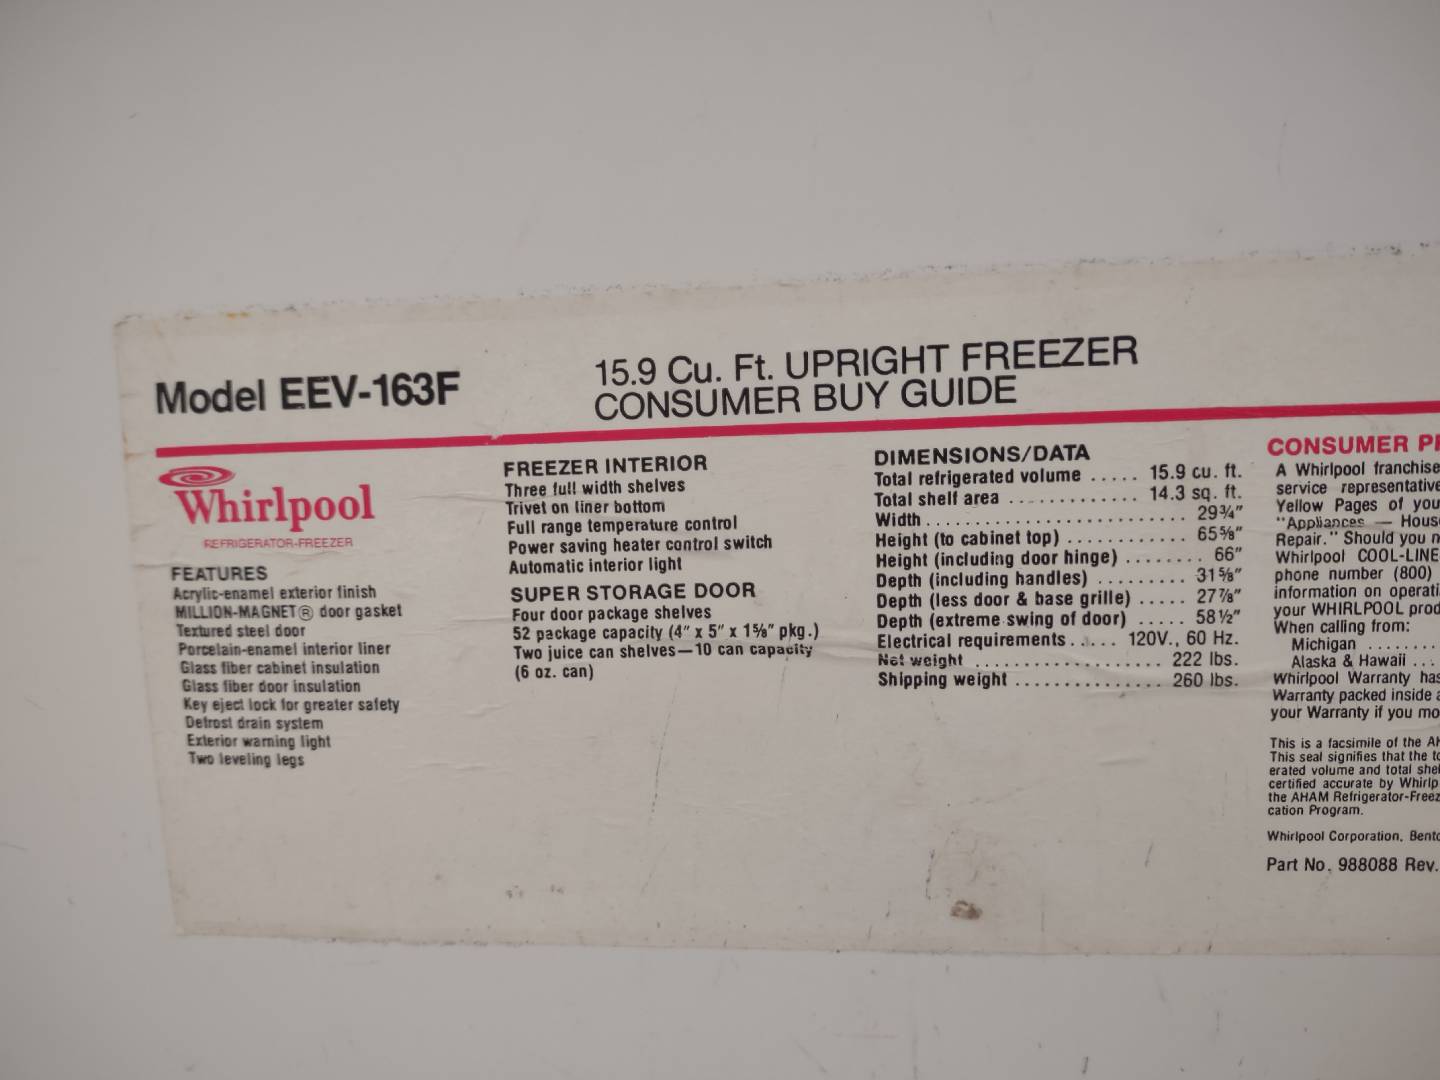 Model EEV-163F
15.9 Cu. Ft. UPRIGHT FREEZER
CONSUMER BUY GUIDE
Whirlpool
REFRIGERATOR-FREEZER
FEATURES
Acrylic-enamel exterior finish
MILLION-MAGNET® door gasket
Textured steel door
Porcelain-enamel interior liner
Glass fiber cabinet insulation
Glass fiber door insulation
Key eject lock for greater safety
Defrost drain system
Exterior warning light
Two leveling legs
FREEZER INTERIOR
Three full width shelves
Trivet on liner bottom
Full range temperature control
Power saving heater control switch
Automatic interior light
SUPER STORAGE DOOR
Four door package shelves
52 package capacity (4" x 5" x 1⅝" pkg.)
Two juice can shelves—10 can capacity
(6 oz. can)
DIMENSIONS/DATA
Total refrigerated volume ..... 15.9 cu. ft.
Total shelf area ............. 14.3 sq. ft.
Width .......................... 29¾"
Height (to cabinet top) ............ 65⅝"
Height (including door hinge) ........ 66"
Depth (including handles) ......... 31⅝"
Depth (less door & base grille) ..... 27⅞"
Depth (extreme swing of door) ..... 58½"
Electrical requirements ..... 120V., 60 Hz.
Net weight .................. 222 lbs.
Shipping weight .............. 260 lbs.
CONSUMER
A Whirlpool franchise
service representative
Yellow Pages of you
"Appliances — Hous
Repair." Should you n
Whirlpool COOL-LINE
phone number (800)
information on operati
your WHIRLPOOL prod
When calling from:
Michigan ........
Alaska & Hawaii ...
Whirlpool Warranty has
Warranty packed inside a
your Warranty if you mo
This is a facsimile of the AH
This seal signifies that the to
erated volume and total shel
certified accurate by Whirlp
the AHAM Refrigerator-Freez
cation Program.
Whirlpool Corporation, Bento
Part No. 988088 Rev.